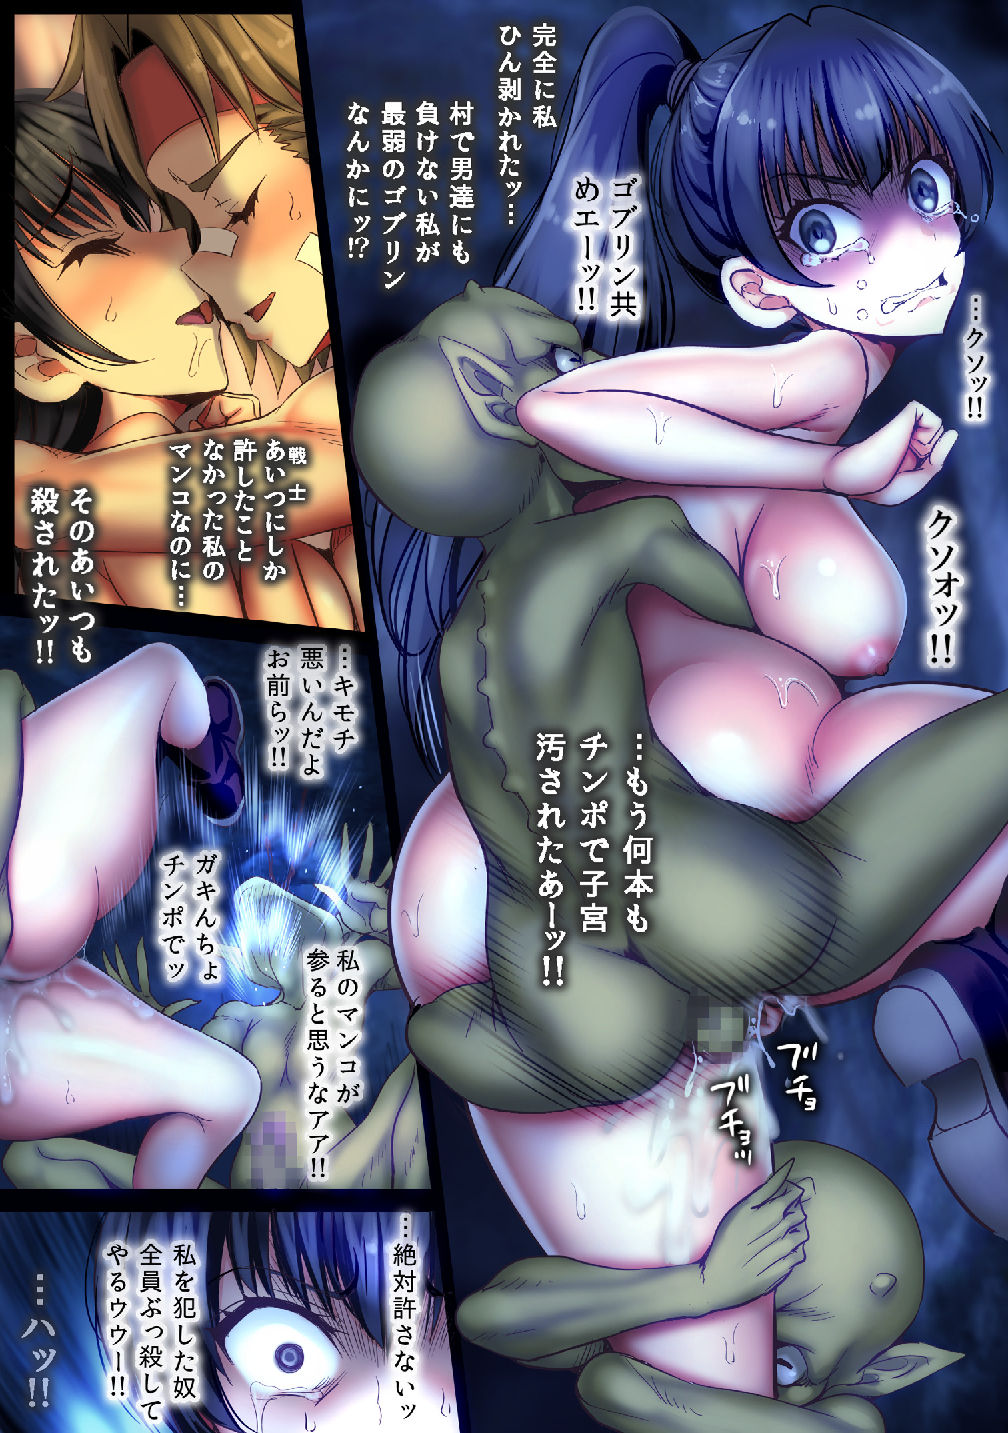 完全に私
ひん剥かれたッ…
村で男達にも
負けない私が
最弱のゴブリン
なんかにッ!?
ゴブリン共
めエーッ!!
…クソッ!!
クソオッ!!
…もう何本も
チンポで子宮
汚されたあーッ!!
ブチョ
ブチョッ
戦士
あいつにしか
許したこと
なかった私の
マンコなのに…
そのあいつも
殺されたッ!!
…キモチ
悪いんだよ
お前らッ!!
ガキんちょ
チンポでッ
私のマンコが
参ると思うなアア!!
…絶対許さないッ
私を犯した奴
全員ぶっ殺して
やるウウー!!
…ハッ!!